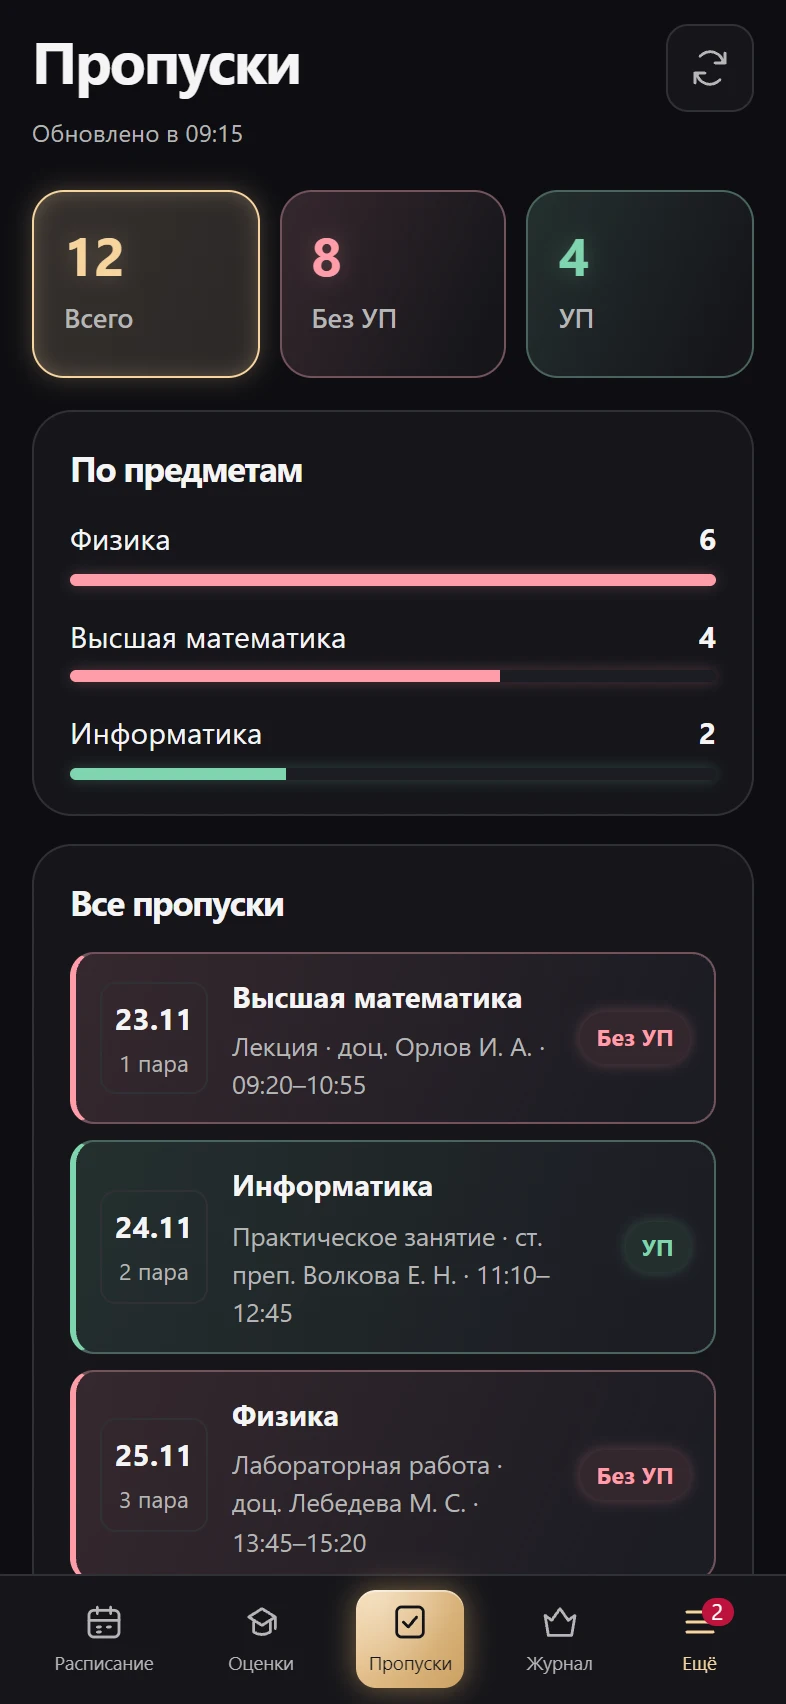 Пропуски
Обновлено в 09:15
12
Всего
8
Без УП
4
УП
По предметам
Физика 6
Высшая математика 4
Информатика 2
Все пропуски
23.11
1 пара
Высшая математика
Лекция · доц. Орлов И. А. ·
09:20–10:55
Без УП
24.11
2 пара
Информатика
Практическое занятие · ст.
преп. Волкова Е. Н. · 11:10–
12:45
УП
25.11
3 пара
Физика
Лабораторная работа ·
доц. Лебедева М. С. ·
13:45–15:20
Без УП
Расписание
Оценки
Пропуски
Журнал
2
Ещё